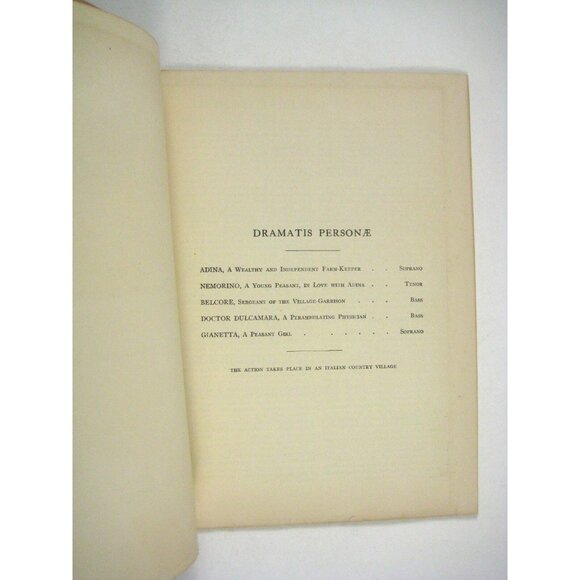 DRAMATIS PERSONÆ
ADINA, A Wealthy and Independent Farm-Keeper . . Soprano
NEMORINO, A Young Peasant, in Love with Adina . . Tenor
BELCORE, Sergeant of the Village-Garrison . . . Bass
DOCTOR DULCAMARA, A Perambulating Physician . . Bass
GIANETTA, A Peasant Girl . . . . . . Soprano
THE ACTION TAKES PLACE IN AN ITALIAN COUNTRY VILLAGE